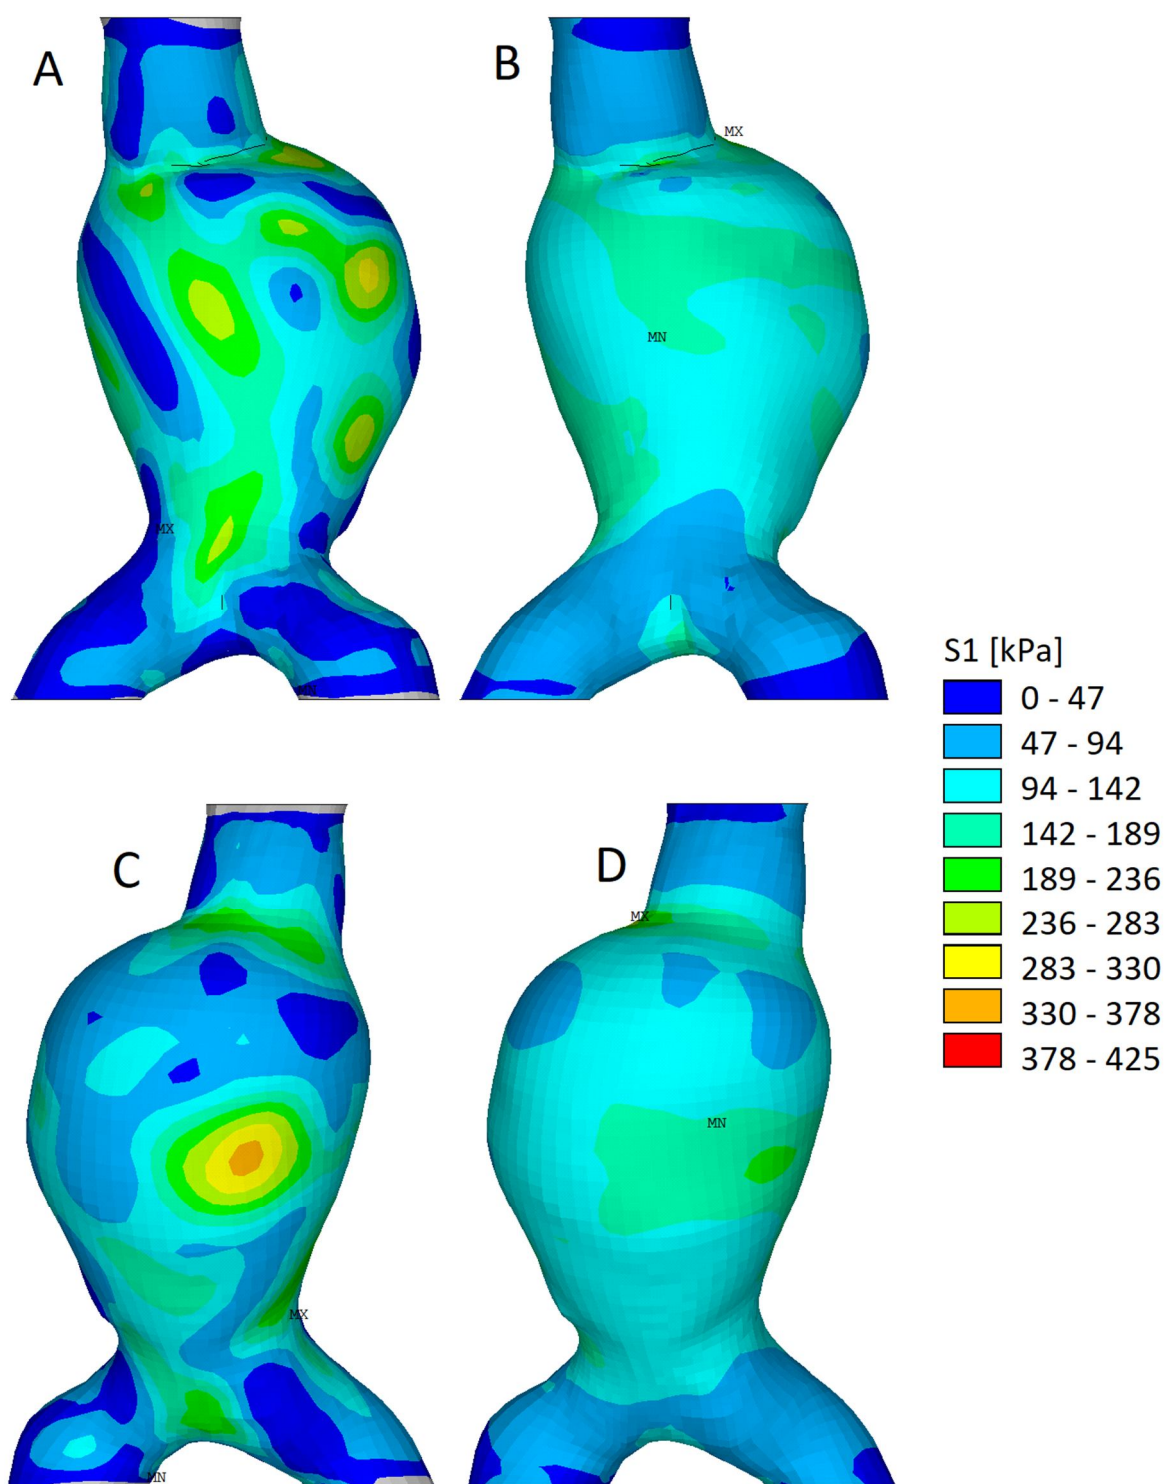 A
B
MX
MN
MX
MN
S1 [kPa]
0 - 47
47 - 94
94 - 142
142 - 189
189 - 236
236 - 283
283 - 330
330 - 378
378 - 425
C
D
MX
MN
MX
MN